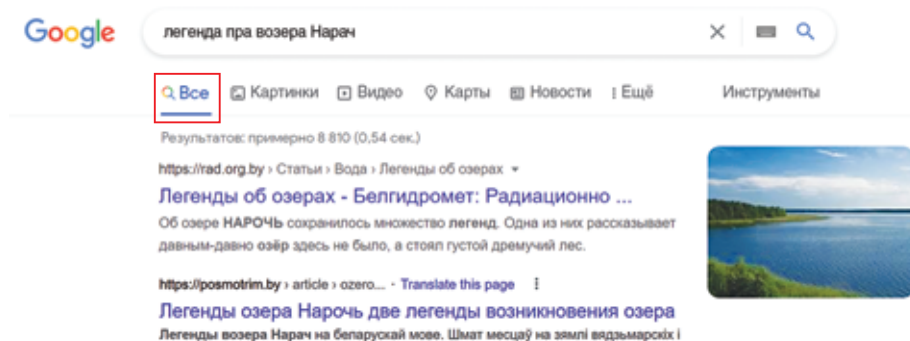 Google
легенда пра возера Нарач
Все Картинки Видео Карты Новости Ещё Инструменты
Результатов: примерно 8 810 (0,54 сек.)
https://rad.org.by › Статьи › Вода › Легенды об озерах
Легенды об озерах - Белгидромет: Радиационно ...
Об озере НАРОЧЬ сохранилось множество легенд. Одна из них рассказывает
давным-давно озёр здесь не было, а стоял густой дремучий лес.
https://posmotrim.by › article › ozero... · Translate this page
Легенды озера Нарочь две легенды возникновения озера
Легенды возера Нарач на беларускай мове. Шмат месцаў на зямлі вядзьмарскіх і